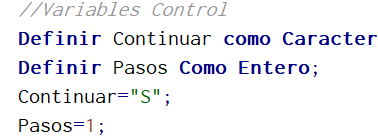 //Variables Control
Definir Continuar como Caracter
Definir Pasos Como Entero;
Continuar="S";
Pasos=1;